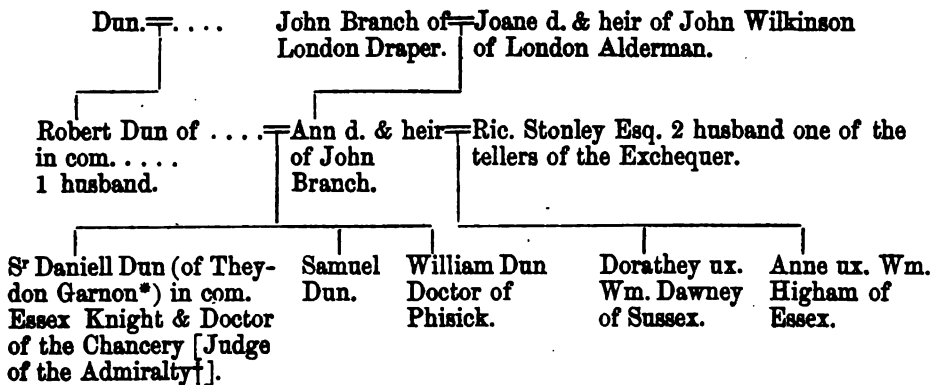 Dun.=.... John Branch of=Joane d. & heir of John Wilkinson
London Draper. of London Alderman.
Robert Dun of ....=Ann d. & heir=Ric. Stonley Esq. 2 husband one of the
in com..... of John tellers of the Exchequer.
1 husband. Branch.
Sr Daniell Dun (of They- Samuel William Dun Dorathey ux. Anne ux. Wm.
don Garnon*) in com. Dun. Doctor of Wm. Dawney Higham of
Essex Knight & Doctor Phisick. of Sussex. Essex.
of the Chancery [Judge
of the Admiralty†].